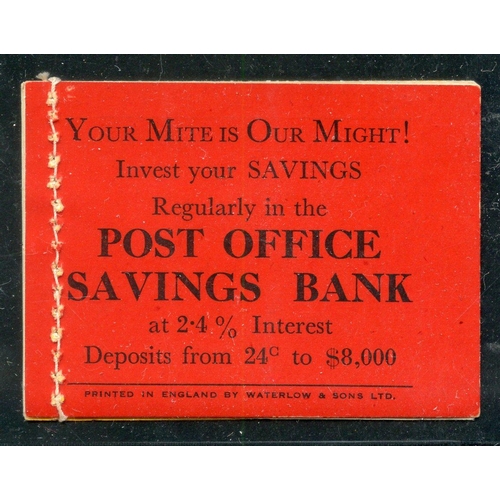 YOUR MITE IS OUR MIGHT!
Invest your SAVINGS
Regularly in the
POST OFFICE
SAVINGS BANK
at 2·4% Interest
Deposits from 24c to $8,000
PRINTED IN ENGLAND BY WATERLOW & SONS LTD.